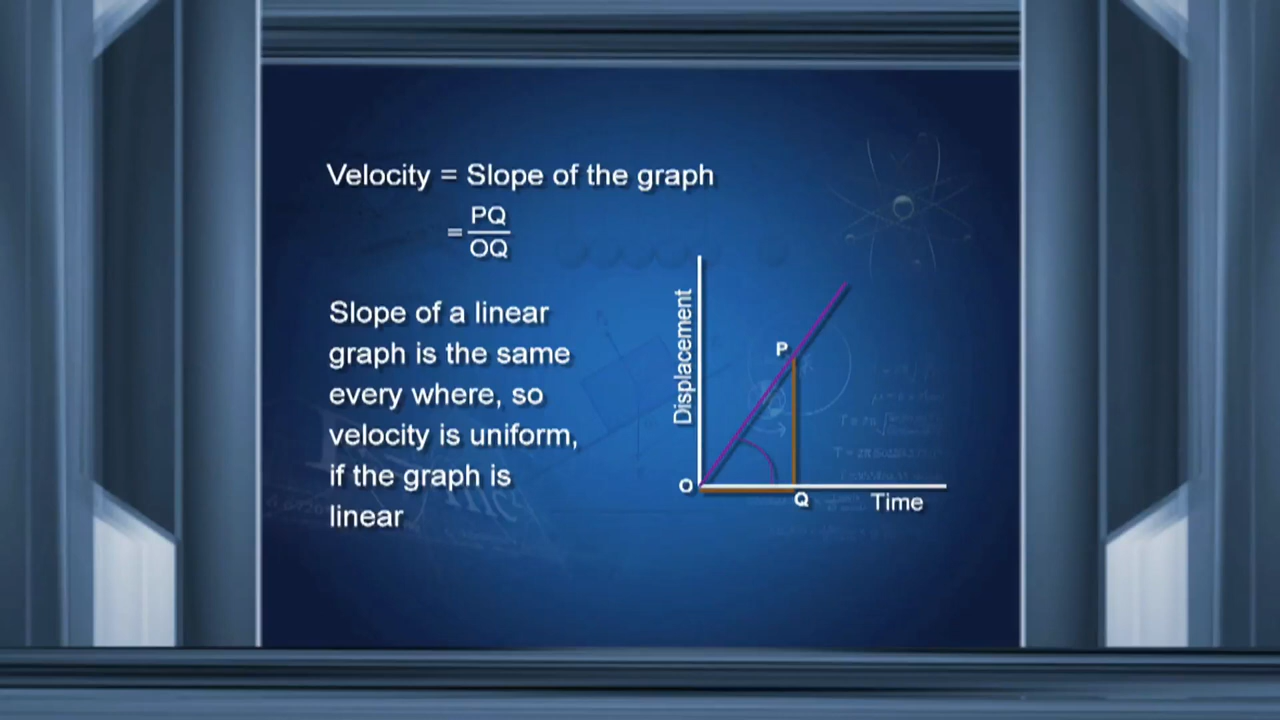 Velocity = Slope of the graph
= PQ
OQ
Slope of a linear
graph is the same
every where, so
velocity is uniform,
if the graph is
linear
Displacement
P
O
Q
Time